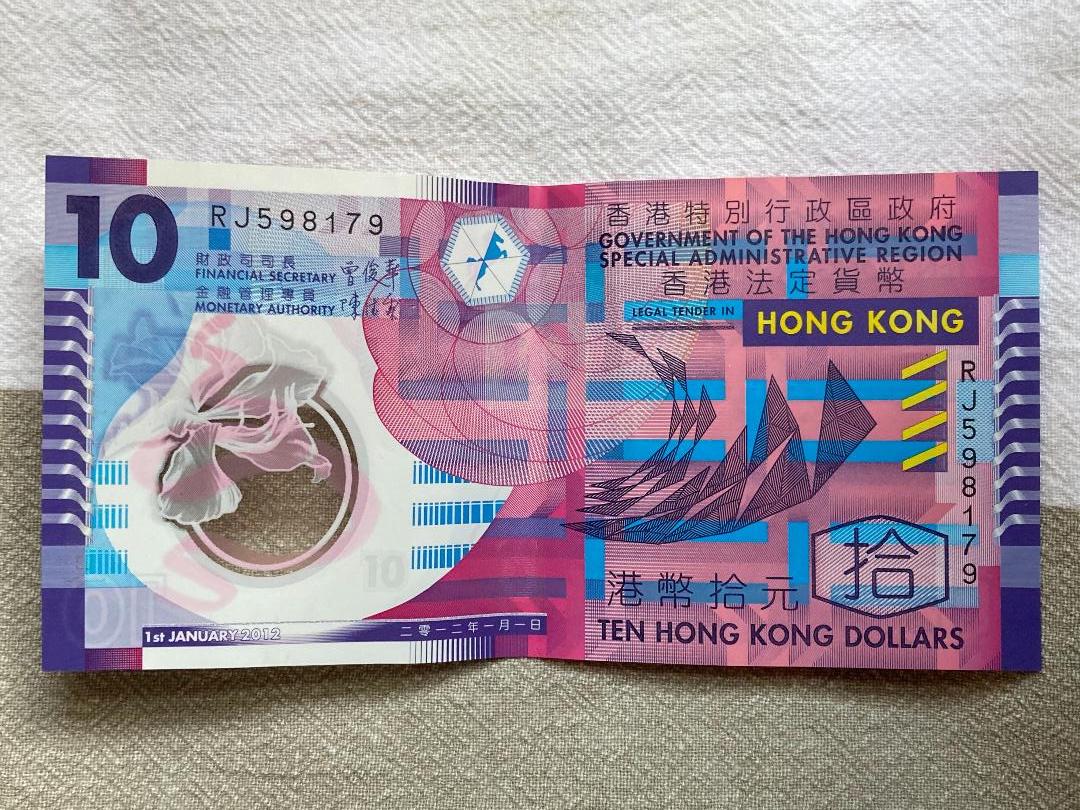 10
RJ598179
財政司司長
FINANCIAL SECRETARY
金融管理專員
MONETARY AUTHORITY
10
1st JANUARY 2012
二零一二年一月一日
香港特別行政區政府
GOVERNMENT OF THE HONG KONG
SPECIAL ADMINISTRATIVE REGION
香港法定貨幣
LEGAL TENDER IN
HONG KONG
RJ598179
港幣拾元
拾
TEN HONG KONG DOLLARS